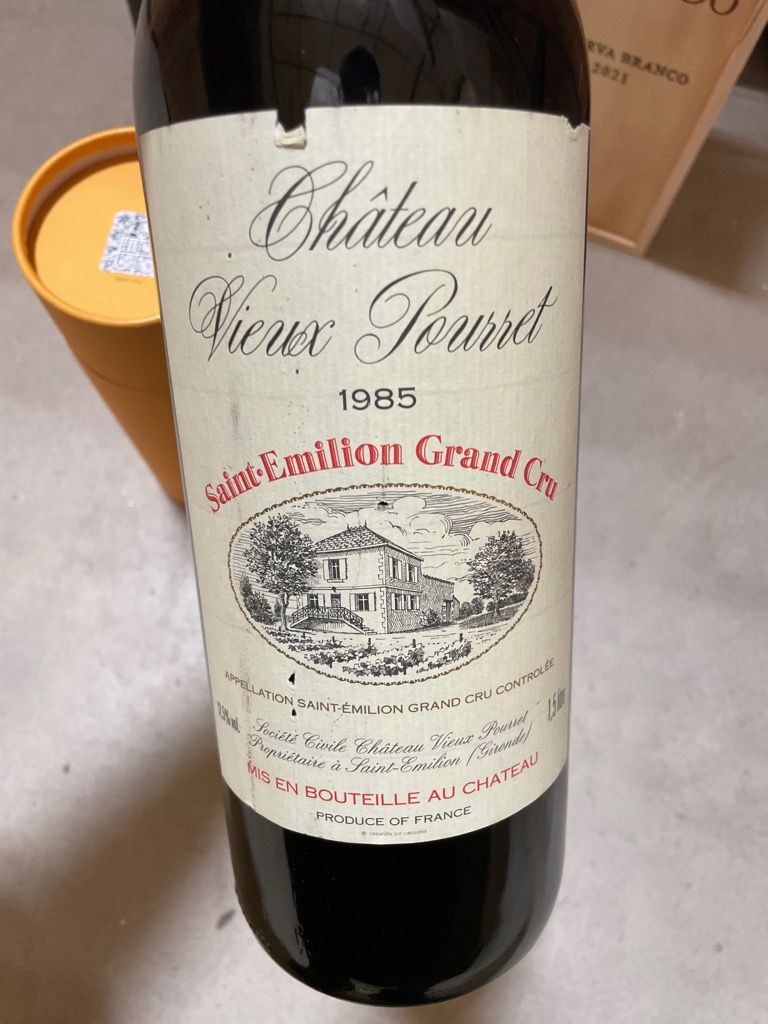 RVA BRANCO
2021
Château
Vieux Pourret
1985
Saint-Emilion Grand Cru
APPELLATION SAINT-ÉMILION GRAND CRU CONTROLÉE
Société Civile Château Vieux Pourret
Propriétaire à Saint-Emilion (Gironde)
MIS EN BOUTEILLE AU CHATEAU
PRODUCE OF FRANCE